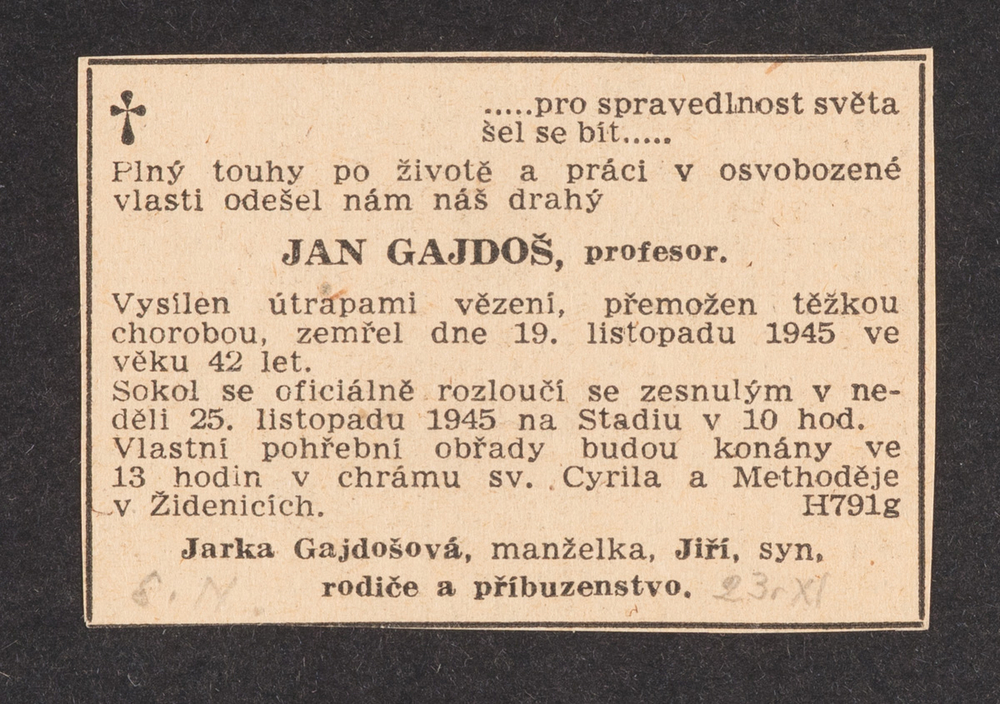 .....pro spravedlnost světa
šel se bít.....
Plný touhy po životě a práci v osvobozené
vlasti odešel nám náš drahý
JAN GAJDOŠ, profesor.
Vysílen útrapami vězení, přemožen těžkou
chorobou, zemřel dne 19. listopadu 1945 ve
věku 42 let.
Sokol se oficiálně rozloučí se zesnulým v ne-
děli 25. listopadu 1945 na Stadiu v 10 hod.
Vlastní pohřební obřady budou konány ve
13 hodin v chrámu sv. Cyrila a Methoděje
v Židenicích. H791g
Jarka Gajdošová, manželka, Jiří, syn,
rodiče a příbuzenstvo.
23. XI